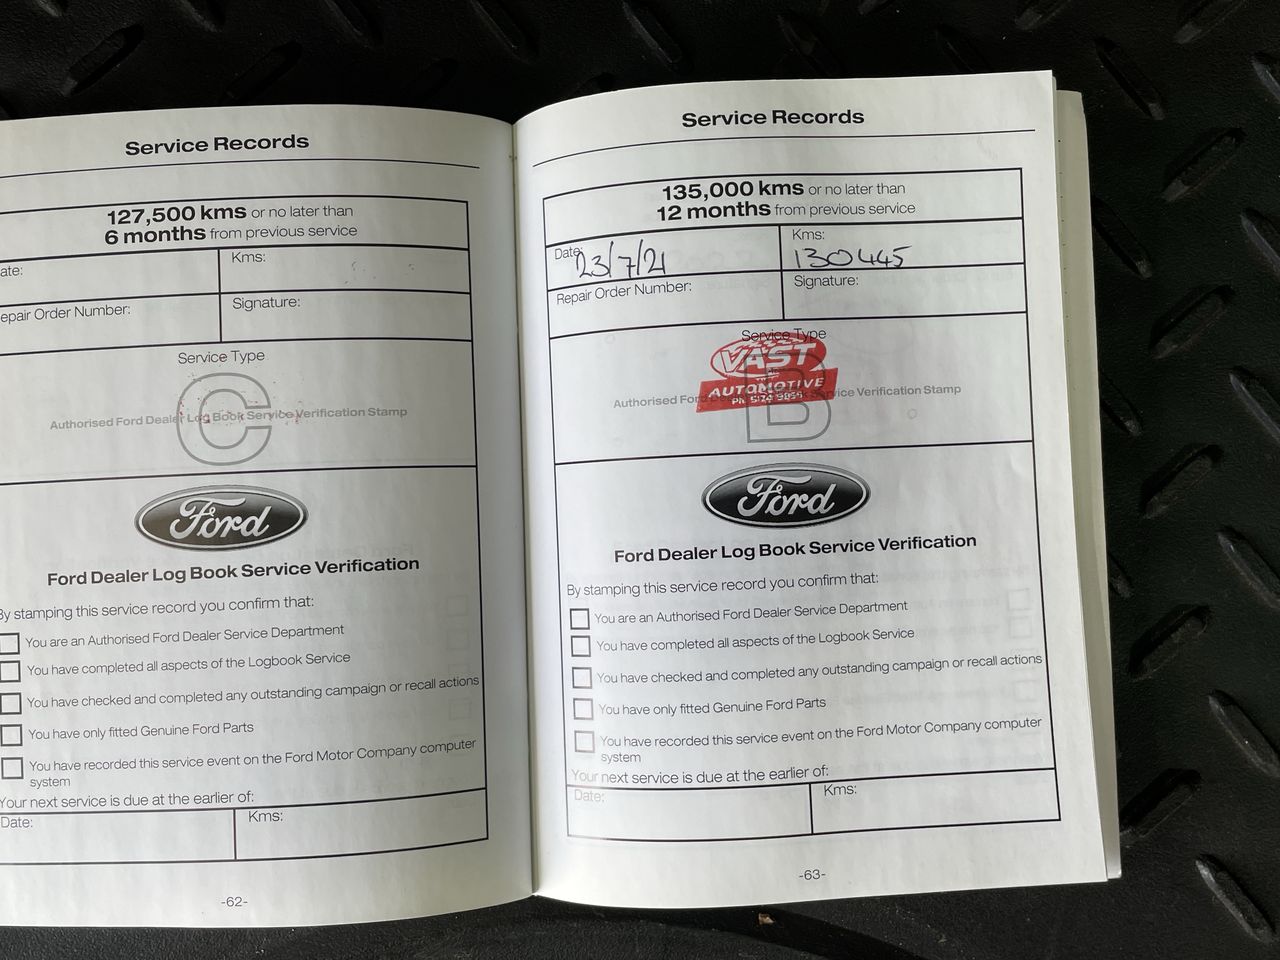 Service Records
127,500 kms or no later than
6 months from previous service
ate:
Kms:
epair Order Number:
Signature:
Service Type
C
Authorised Ford Dealer Log Book Service Verification Stamp
Ford
Ford Dealer Log Book Service Verification
By stamping this service record you confirm that:
You are an Authorised Ford Dealer Service Department
You have completed all aspects of the Logbook Service
You have checked and completed any outstanding campaign or recall actions
You have only fitted Genuine Ford Parts
You have recorded this service event on the Ford Motor Company computer
system
Your next service is due at the earlier of:
Date:
Kms:
-62-
Service Records
135,000 kms or no later than
12 months from previous service
Date: 23/7/21
Kms: 130445
Repair Order Number:
Signature:
Service Type
VAST
AUTOMOTIVE
B
Authorised Ford Dealer Log Book Service Verification Stamp
Ford
Ford Dealer Log Book Service Verification
By stamping this service record you confirm that:
You are an Authorised Ford Dealer Service Department
You have completed all aspects of the Logbook Service
You have checked and completed any outstanding campaign or recall actions
You have only fitted Genuine Ford Parts
You have recorded this service event on the Ford Motor Company computer
system
Your next service is due at the earlier of:
Date:
Kms:
-63-